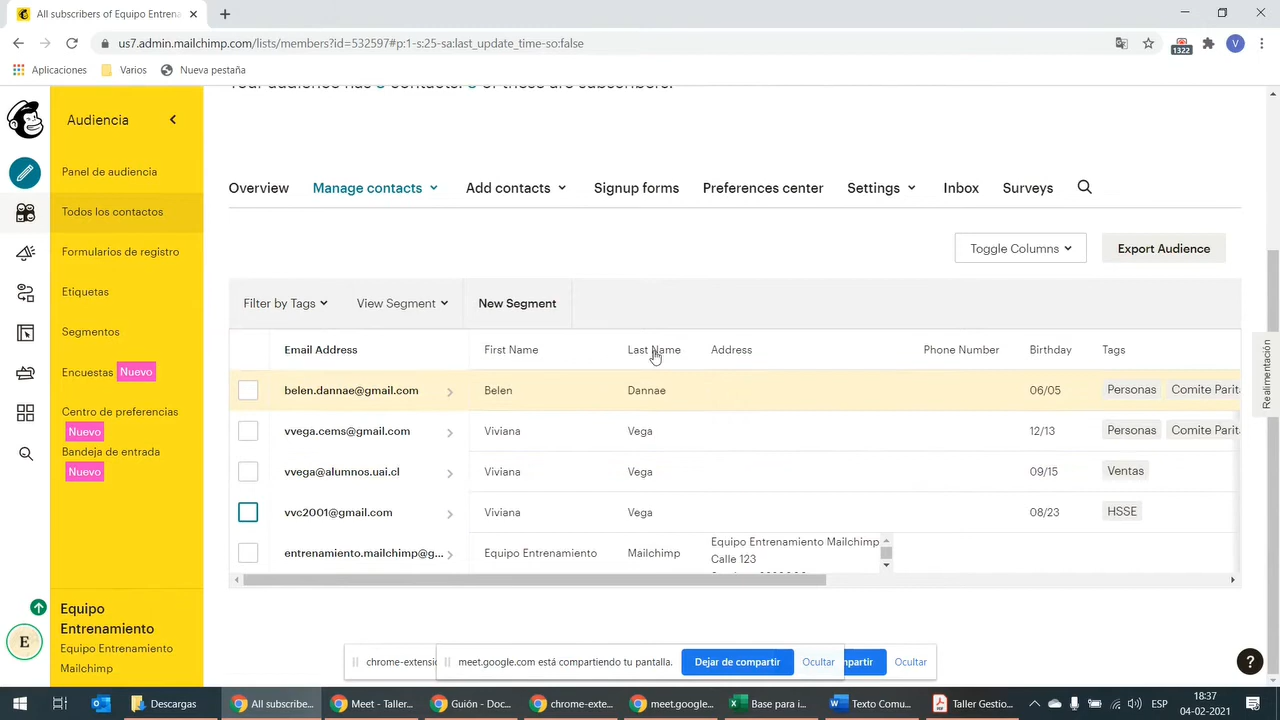 All subscribers of Equipo Entrena
us7.admin.mailchimp.com/lists/members?id=532597#p:1-s:25-sa:last_update_time-so:false
1322
V
Aplicaciones
Varios
Nueva pestaña
Audiencia
Panel de audiencia
Todos los contactos
Formularios de registro
Etiquetas
Segmentos
Encuestas Nuevo
Centro de preferencias
Nuevo
Bandeja de entrada
Nuevo
E
Equipo
Entrenamiento
Equipo Entrenamiento
Mailchimp
Overview Manage contacts Add contacts Signup forms Preferences center Settings Inbox Surveys
Toggle Columns Export Audience
Filter by Tags View Segment New Segment
Email Address First Name Last Name Address Phone Number Birthday Tags
belen.dannae@gmail.com Belen Dannae 06/05 Personas Comite Parit
vvega.cems@gmail.com Viviana Vega 12/13 Personas Comite Parit
vvega@alumnos.uai.cl Viviana Vega 09/15 Ventas
vvc2001@gmail.com Viviana Vega 08/23 HSSE
entrenamiento.mailchimp@g... Equipo Entrenamiento Mailchimp Equipo Entrenamiento Mailchimp
Calle 123
Realimentación
chrome-extensi
meet.google.com está compartiendo tu pantalla. Dejar de compartir Ocultar
mpartir Ocultar
?
Descargas
All subscribe...
Meet - Taller...
Guión - Doc...
chrome-exte...
meet.google...
Base para i...
Texto Comu...
Taller Gestio...
ESP
18:37
04-02-2021